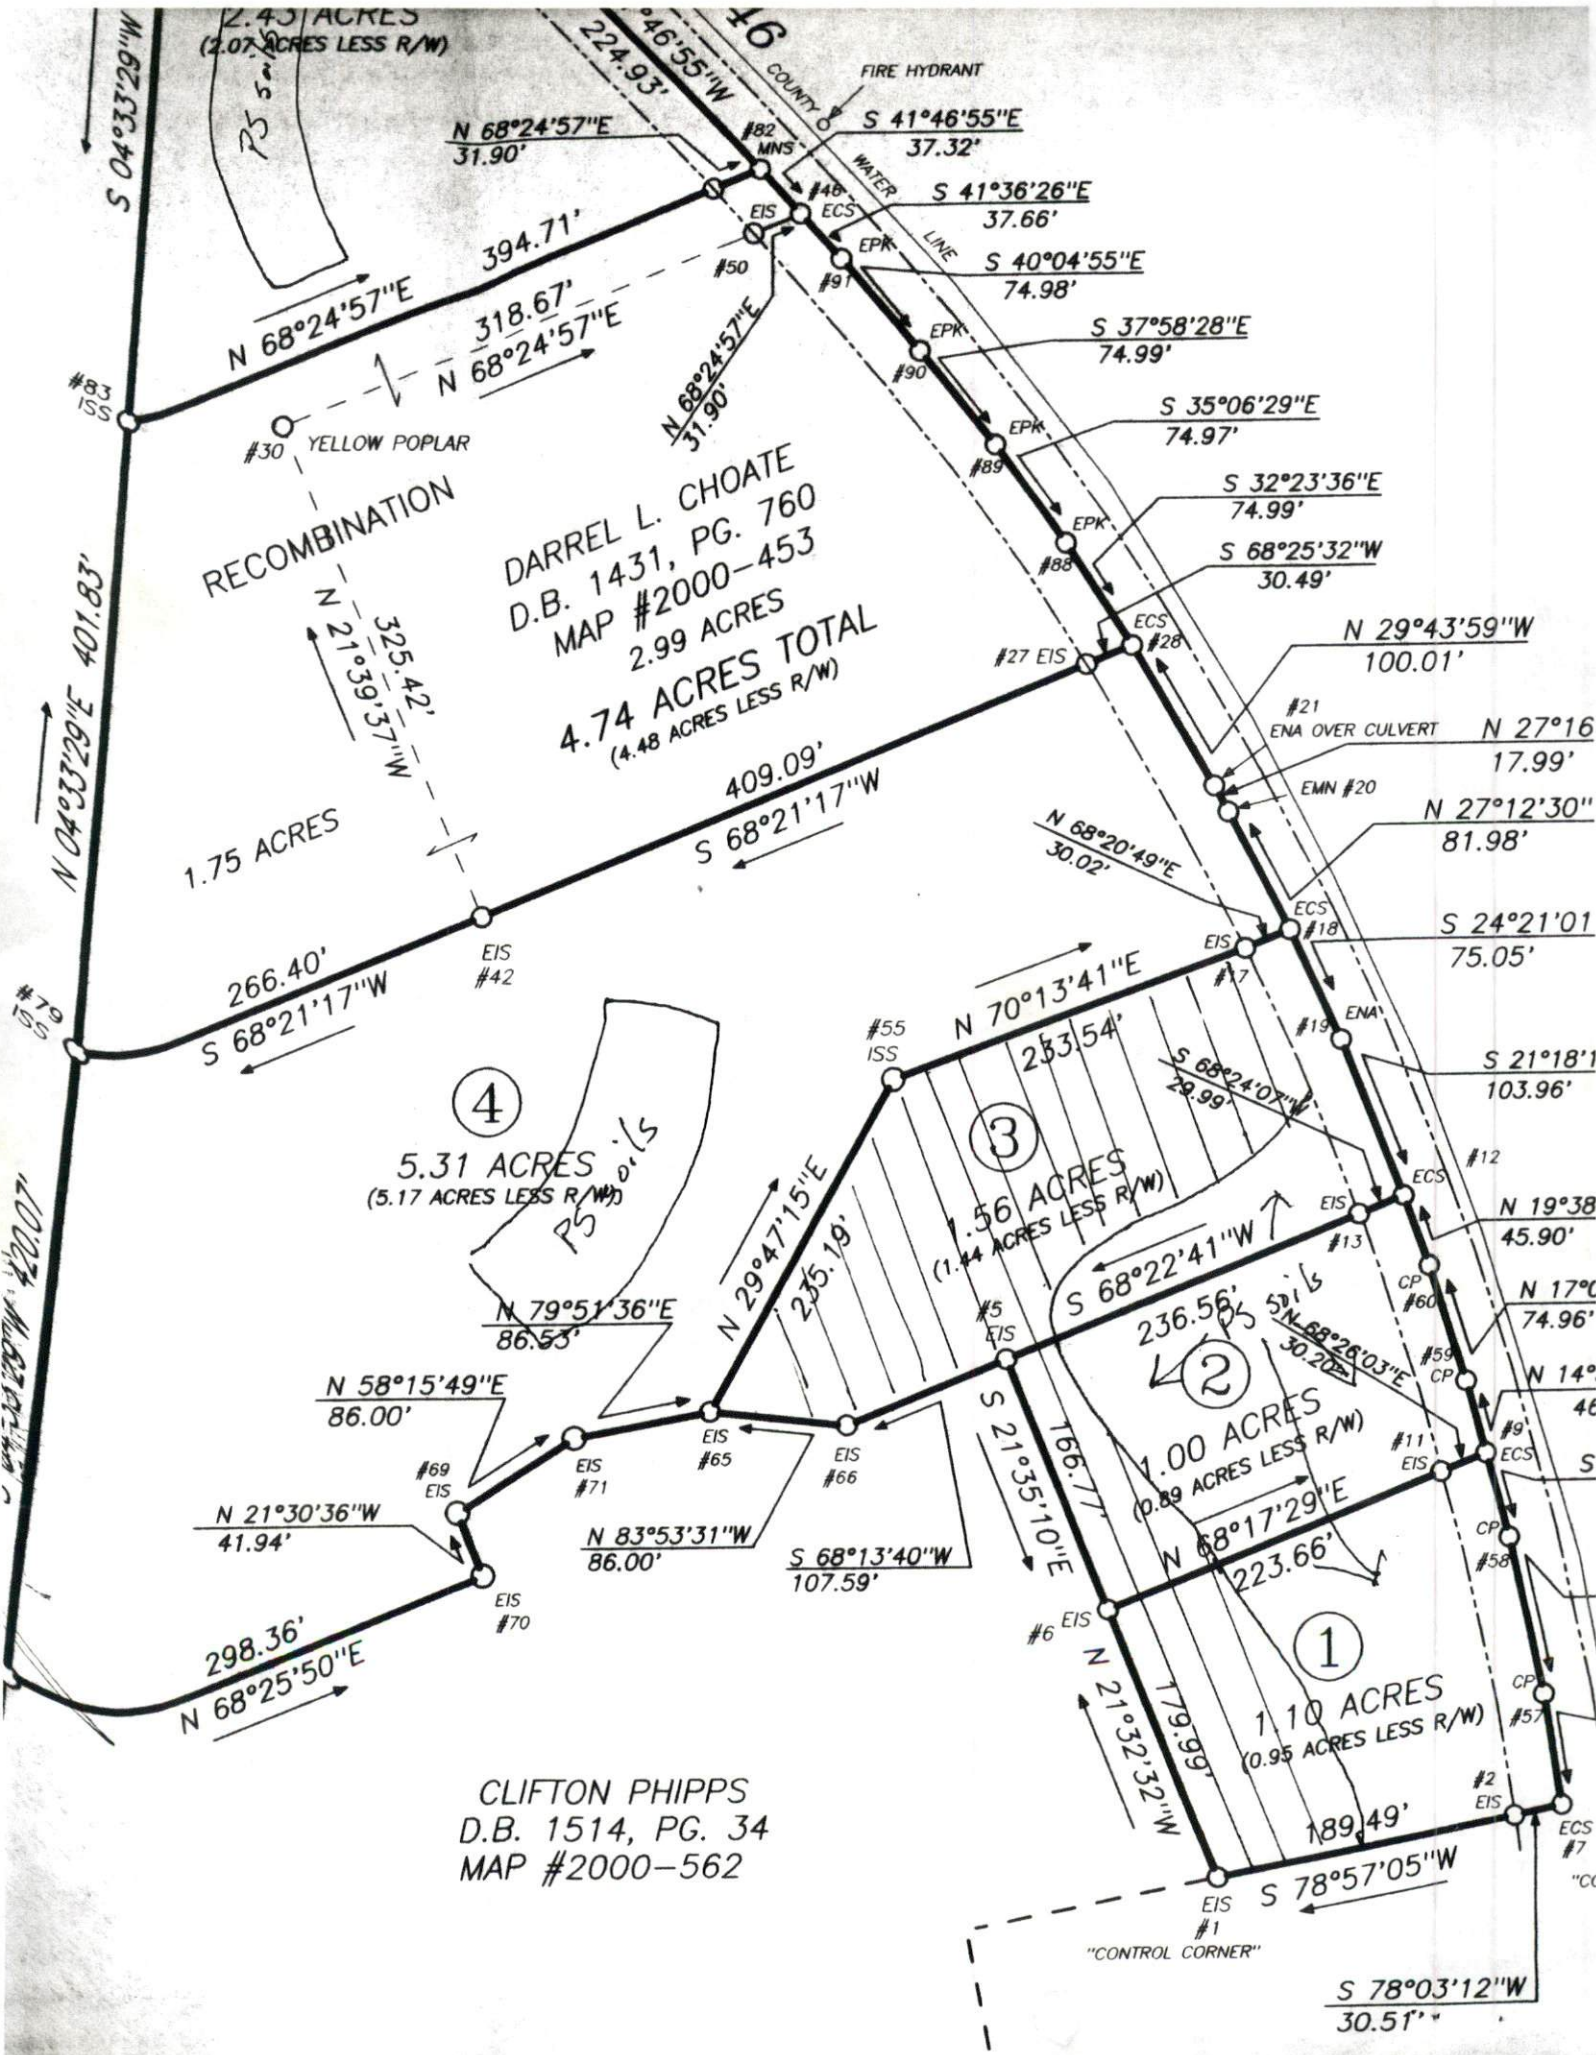 2.43 ACRES
(2.07 ACRES LESS R/W)
PS soils
S 04°33'29"W
°46'55"W
224.93'
46
COUNTY
WATER
LINE
FIRE HYDRANT
N 68°24'57"E
31.90'
#82
MNS
S 41°46'55"E
37.32'
#48
ECS
EIS
#50
S 41°36'26"E
37.66'
EPK
#91
S 40°04'55"E
74.98'
EPK
#90
S 37°58'28"E
74.99'
EPK
#89
S 35°06'29"E
74.97'
EPK
#88
S 32°23'36"E
74.99'
S 68°25'32"W
30.49'
394.71'
N 68°24'57"E
318.67'
N 68°24'57"E
N 68°24'57"E
31.90'
#83
ISS
#30 YELLOW POPLAR
RECOMBINATION
DARREL L. CHOATE
D.B. 1431, PG. 760
MAP #2000-453
2.99 ACRES
4.74 ACRES TOTAL
(4.48 ACRES LESS R/W)
325.42'
N 21°39'37"W
N 04°33'29"E 401.83'
1.75 ACRES
#27 EIS
ECS
#28
N 29°43'59"W
100.01'
#21
ENA OVER CULVERT
N 27°16
17.99'
EMN #20
N 27°12'30"
81.98'
409.09'
S 68°21'17"W
N 68°20'49"E
30.02'
ECS
#18
EIS
#17
S 24°21'01
75.05'
EIS
#42
266.40'
S 68°21'17"W
#79
ISS
#55
ISS
N 70°13'41"E
233.54'
#19
ENA
S 21°18'1
103.96'
S 68°24'07"W
29.99'
4
5.31 ACRES
(5.17 ACRES LESS R/W)
PS soils
3
1.56 ACRES
(1.44 ACRES LESS R/W)
#12
ECS
EIS
#13
N 19°38
45.90'
CP
#60
420.07'
N 29°47'15"E
235.19'
S 68°22'41"W
236.56'
#5
EIS
PS soils
N 68°26'03"E
30.20'
N 17°0
74.96'
#59
CP
N 14°
46
N 79°51'36"E
86.53'
N 58°15'49"E
86.00'
2
1.00 ACRES
(0.89 ACRES LESS R/W)
#9
ECS
#11
EIS
S
#69
EIS
EIS
#71
EIS
#65
EIS
#66
S 21°35'10"E
166.77'
N 21°30'36"W
41.94'
N 83°53'31"W
86.00'
S 68°13'40"W
107.59'
N 68°17'29"E
223.66'
CP
#58
EIS
#70
#6 EIS
298.36'
N 68°25'50"E
1
1.10 ACRES
(0.95 ACRES LESS R/W)
CP
#57
N 21°32'32"W
179.99'
CLIFTON PHIPPS
D.B. 1514, PG. 34
MAP #2000-562
#2
EIS
ECS
#7
"CO
189.49'
S 78°57'05"W
EIS
#1
"CONTROL CORNER"
S 78°03'12"W
30.51'